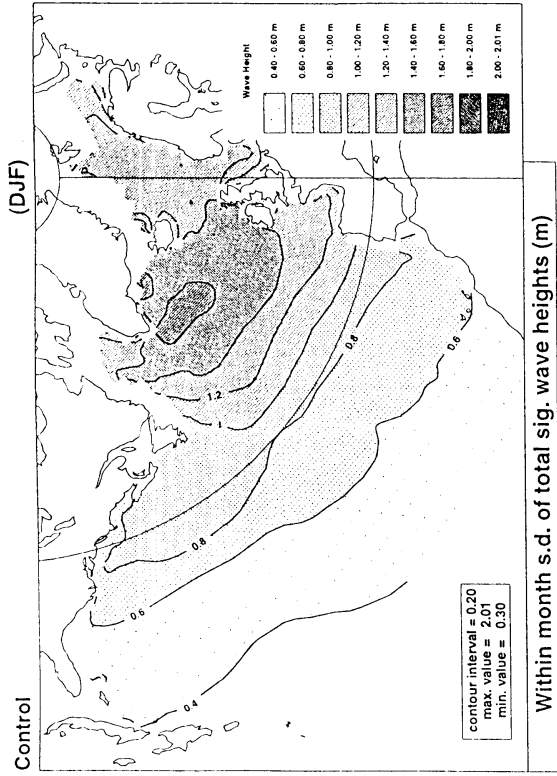 Control
(DJF)
Wave Height
0.40 - 0.60 m
0.60 - 0.80 m
0.80 - 1.00 m
1.00 - 1.20 m
1.20 - 1.40 m
1.40 - 1.60 m
1.60 - 1.80 m
1.80 - 2.00 m
2.00 - 2.01 m
1.2
1
0.8
0.8
0.6
0.6
0.4
contour interval = 0.20
max. value = 2.01
min. value = 0.30
Within month s.d. of total sig. wave heights (m)